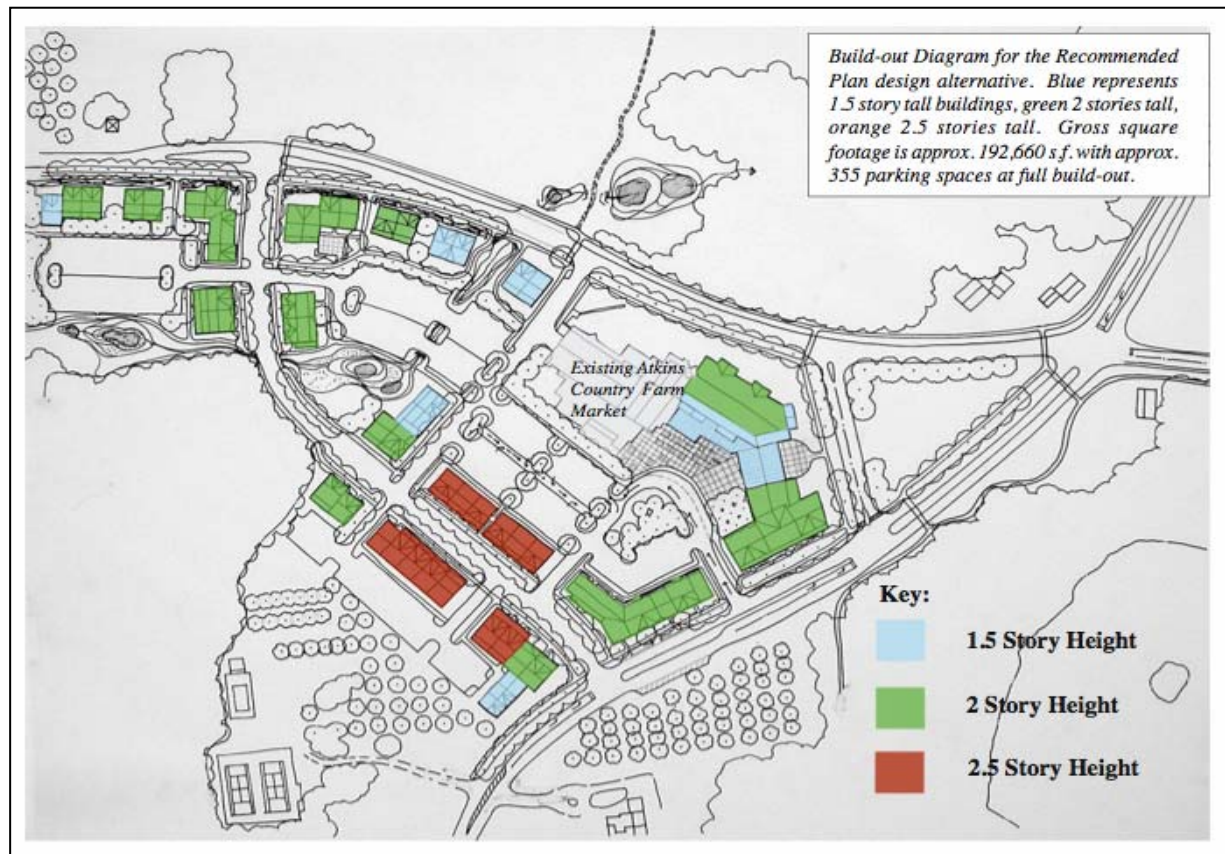 Build-out Diagram for the Recommended
Plan design alternative. Blue represents
1.5 story tall buildings, green 2 stories tall,
orange 2.5 stories tall. Gross square
footage is approx. 192,660 s.f. with approx.
355 parking spaces at full build-out.
Existing Atkins
Country Farm
Market
Key:
1.5 Story Height
2 Story Height
2.5 Story Height